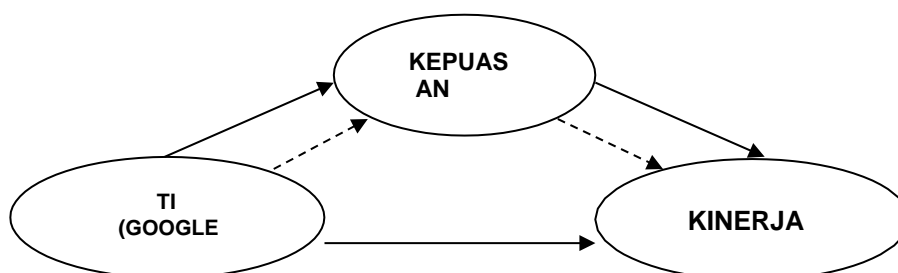 KEPUAS
AN
TI
(GOOGLE
KINERJA